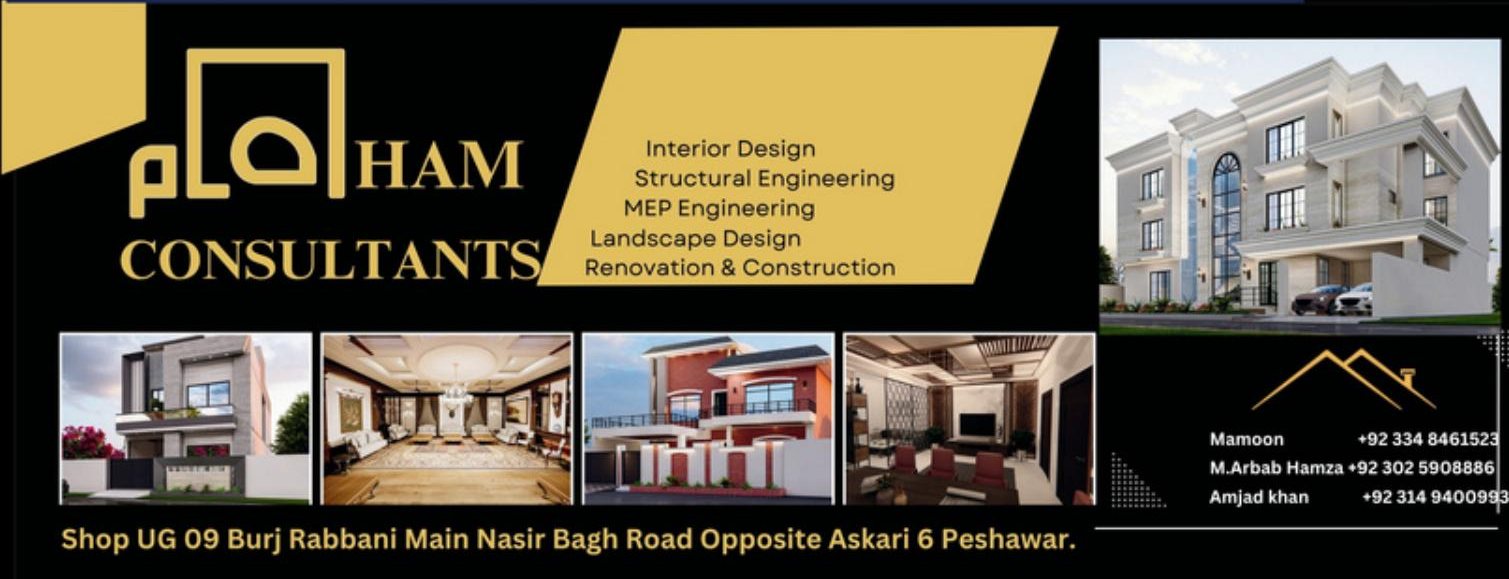 HAM
CONSULTANTS
Interior Design
Structural Engineering
MEP Engineering
Landscape Design
Renovation & Construction
Mamoon +92 334 8461523
M.Arbab Hamza +92 302 5908886
Amjad khan +92 314 9400993
Shop UG 09 Burj Rabbani Main Nasir Bagh Road Opposite Askari 6 Peshawar.